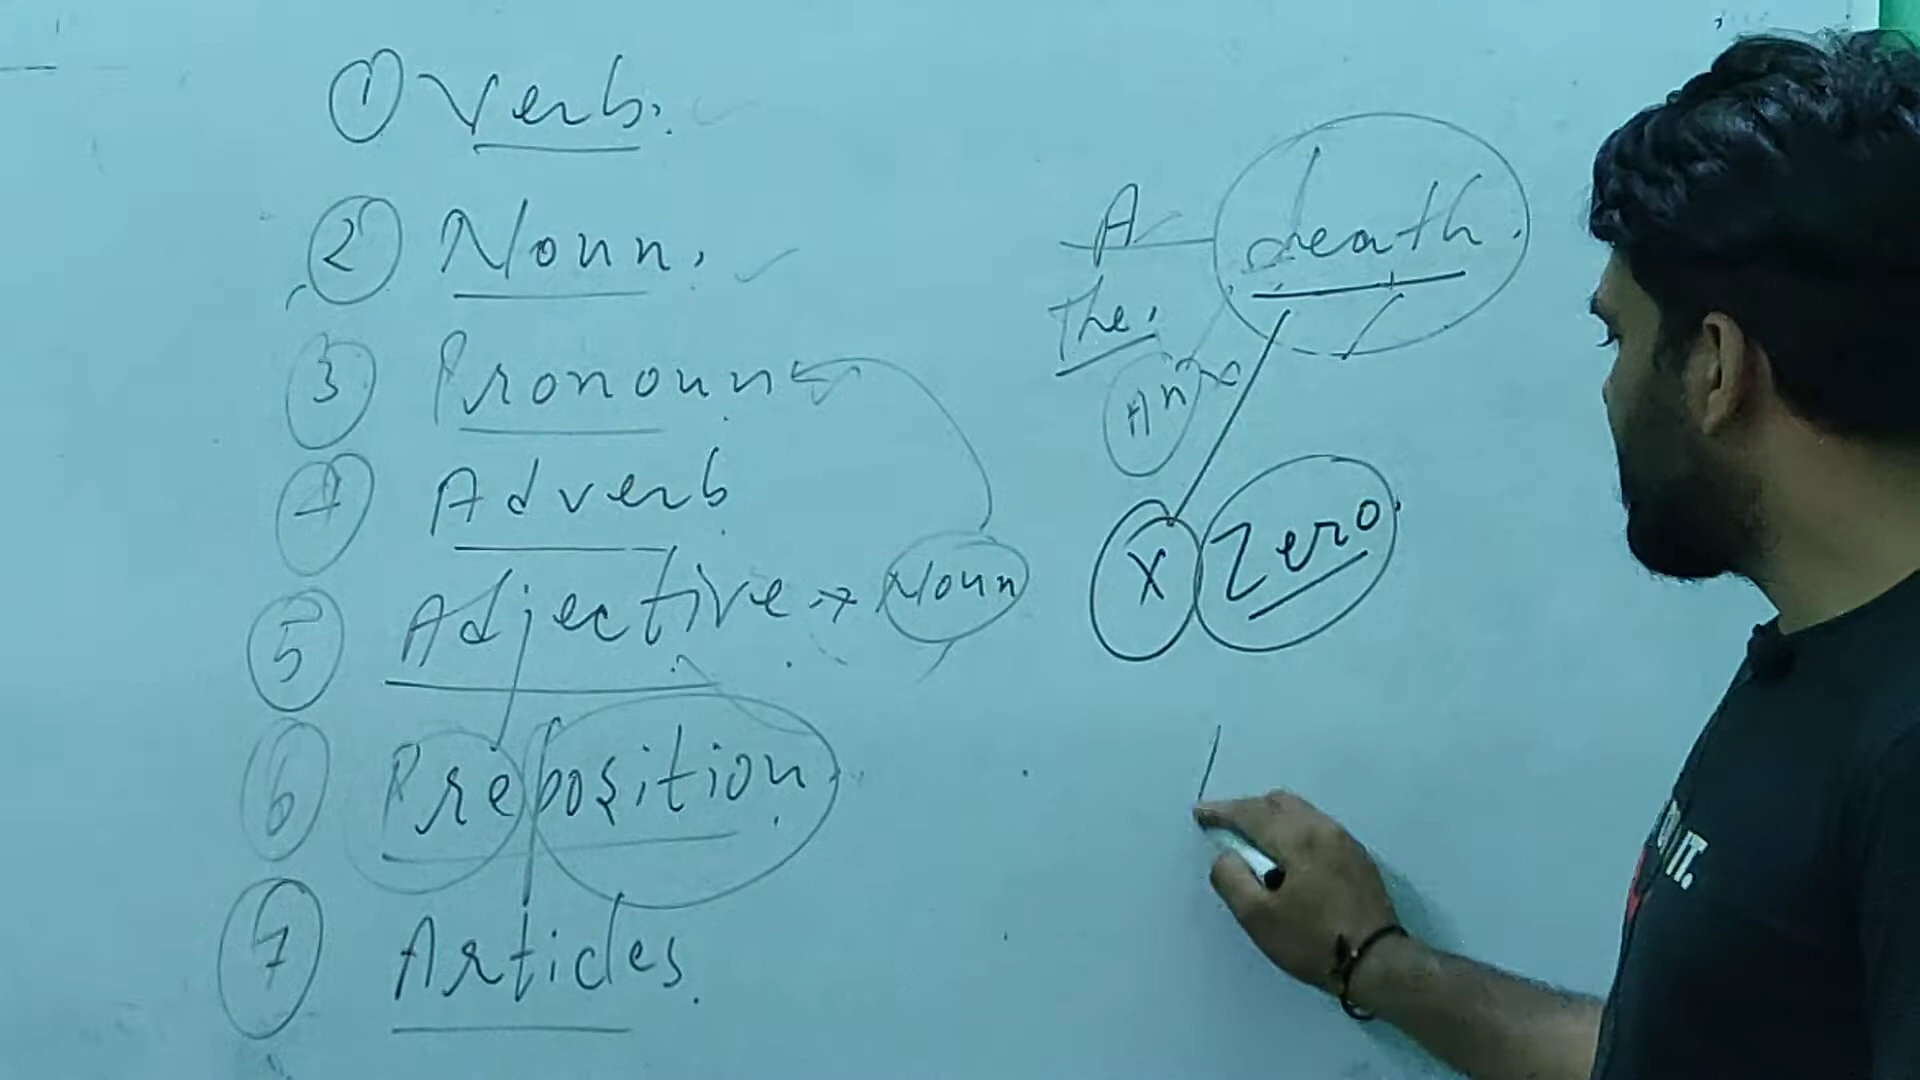 ① Verb.
② Noun.
③ Pronoun
④ Adverb
⑤ Adjective → Noun
⑥ Preposition.
⑦ Articles.
A death.
The.
An x
X Zero.
IT.